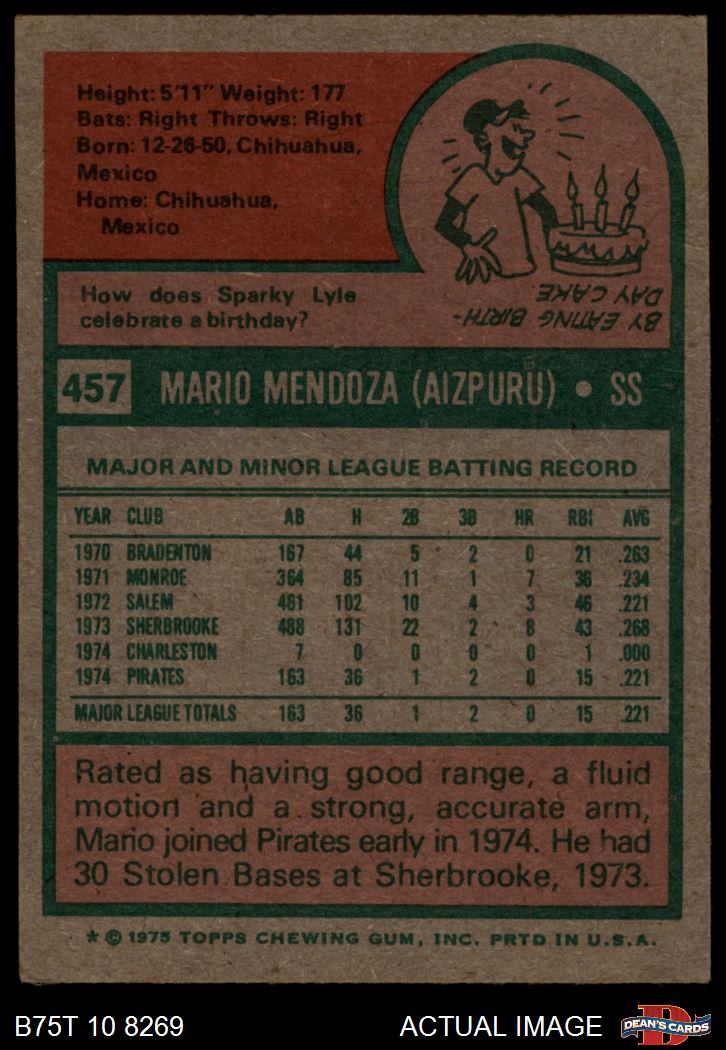 Height: 5'11" Weight: 177
Bats: Right Throws: Right
Born: 12-26-50, Chihuahua,
Mexico
Home: Chihuahua,
Mexico
How does Sparky Lyle
celebrate a birthday?
BY EATING BIRTH-
DAY CAKE.
457 MARIO MENDOZA (AIZPURU) • SS
MAJOR AND MINOR LEAGUE BATTING RECORD
YEAR CLUB AB H 2B 3B HR RBI AVG
1970 BRADENTON 167 44 5 2 0 21 .263
1971 MONROE 364 85 11 1 7 36 .234
1972 SALEM 461 102 10 4 3 46 .221
1973 SHERBROOKE 488 131 22 2 8 43 .268
1974 CHARLESTON 7 0 0 0 0 1 .000
1974 PIRATES 163 36 1 2 0 15 .221
MAJOR LEAGUE TOTALS 163 36 1 2 0 15 .221
Rated as having good range, a fluid
motion and a strong, accurate arm,
Mario joined Pirates early in 1974. He had
30 Stolen Bases at Sherbrooke, 1973.
* © 1975 TOPPS CHEWING GUM, INC. PRTD IN U.S.A.
B75T 10 8269 ACTUAL IMAGE
D
DEAN'S CARDS